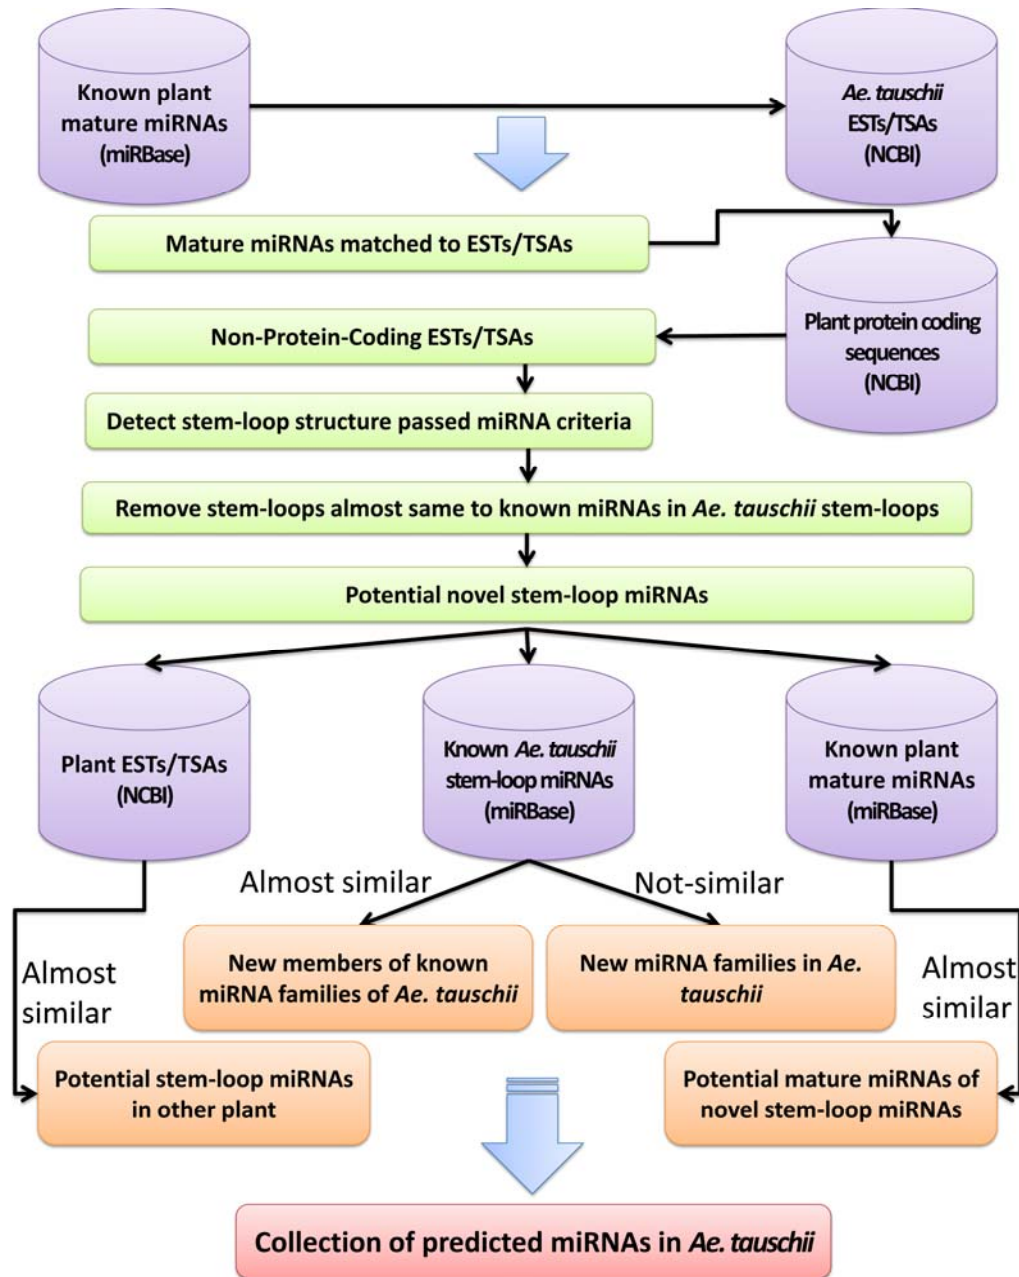 Known plant
mature miRNAs
(miRBase)
Ae. tauschii
ESTs/TSAs
(NCBI)
Mature miRNAs matched to ESTs/TSAs
Non-Protein-Coding ESTs/TSAs
Plant protein coding
sequences
(NCBI)
Detect stem-loop structure passed miRNA criteria
Remove stem-loops almost same to known miRNAs in Ae. tauschii stem-loops
Potential novel stem-loop miRNAs
Plant ESTs/TSAs
(NCBI)
Known Ae. tauschii
stem-loop miRNAs
(miRBase)
Known plant
mature miRNAs
(miRBase)
Almost similar
Not-similar
Almost
similar
New members of known
miRNA families of Ae. tauschii
New miRNA families in Ae.
tauschii
Almost
similar
Potential stem-loop miRNAs
in other plant
Potential mature miRNAs of
novel stem-loop miRNAs
Collection of predicted miRNAs in Ae. tauschii